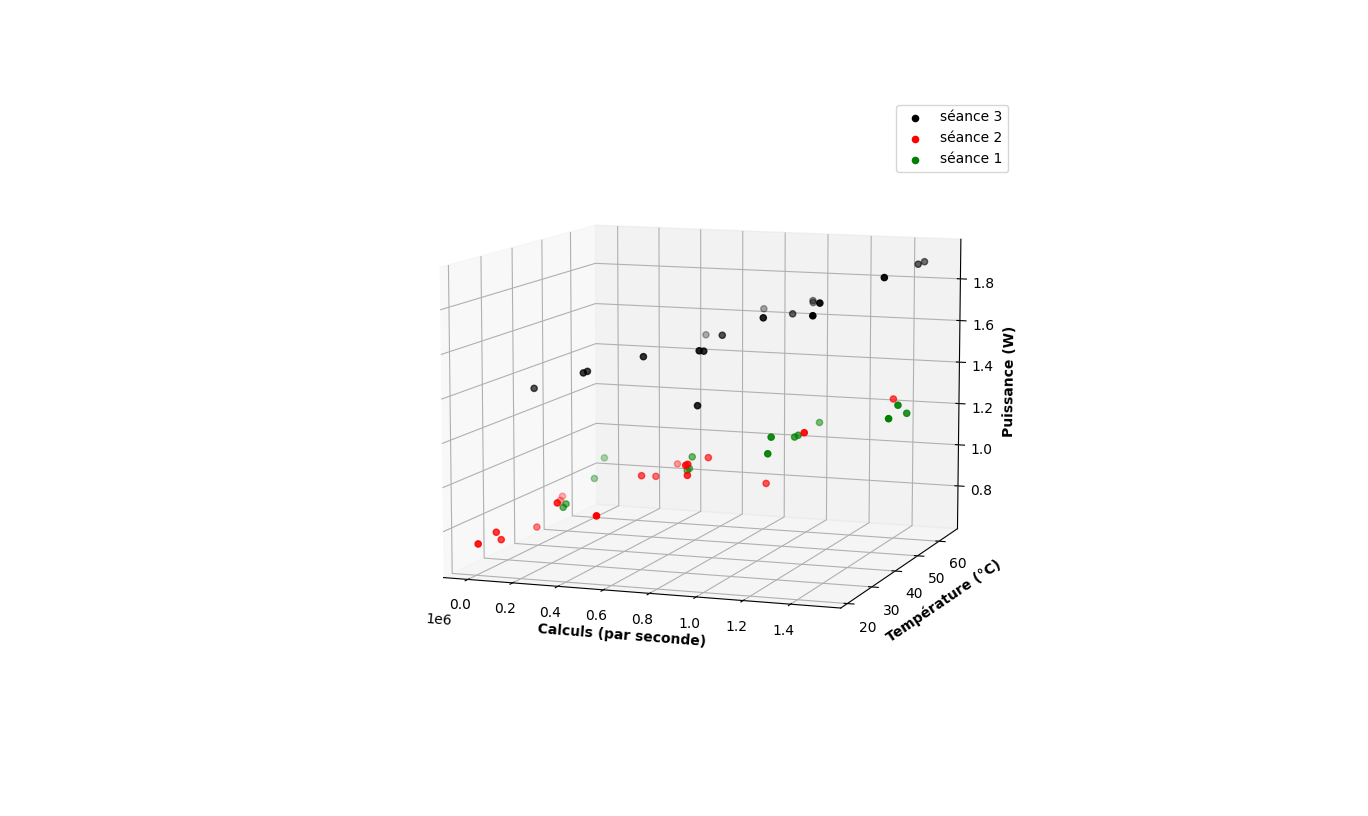 séance 3
séance 2
séance 1
1.8
1.6
1.4
1.2
1.0
0.8
Puissance (W)
60
50
40
30
20
Température (°C)
0.0
0.2
0.4
0.6
0.8
1.0
1.2
1.4
1e6
Calculs (par seconde)